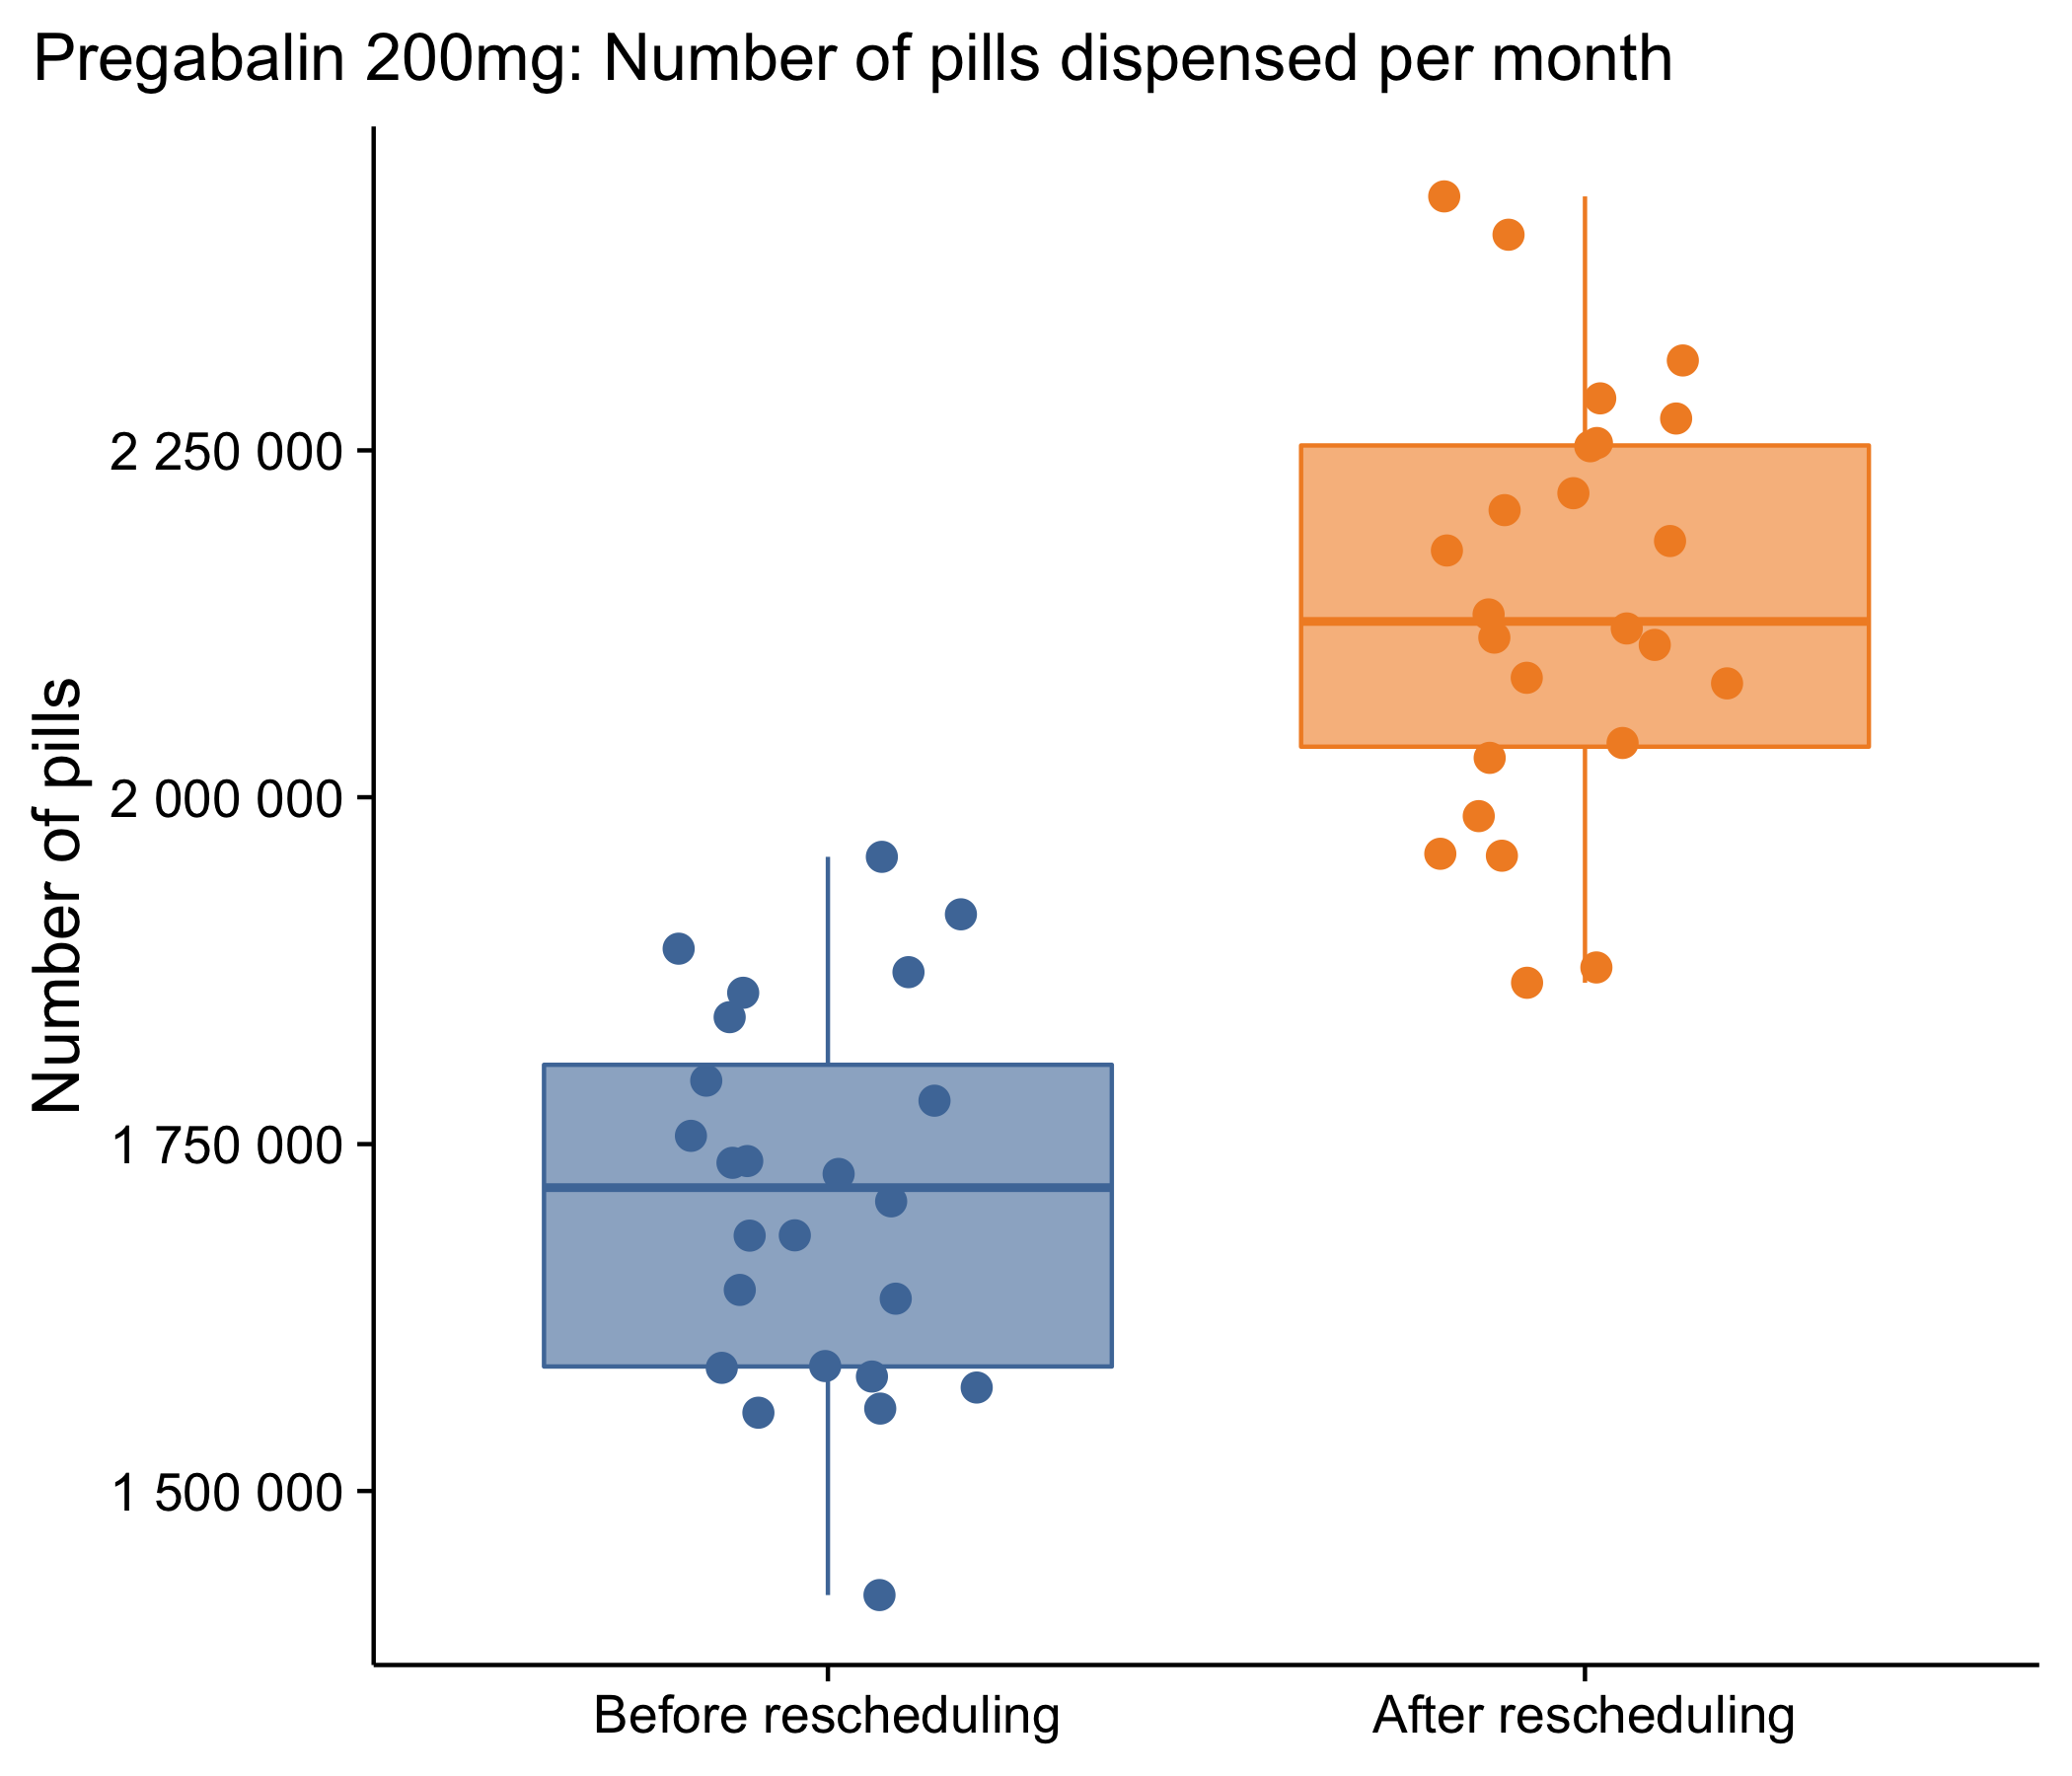 Pregabalin 200mg: Number of pills dispensed per month
Number of pills
2 250 000
2 000 000
1 750 000
1 500 000
Before rescheduling
After rescheduling